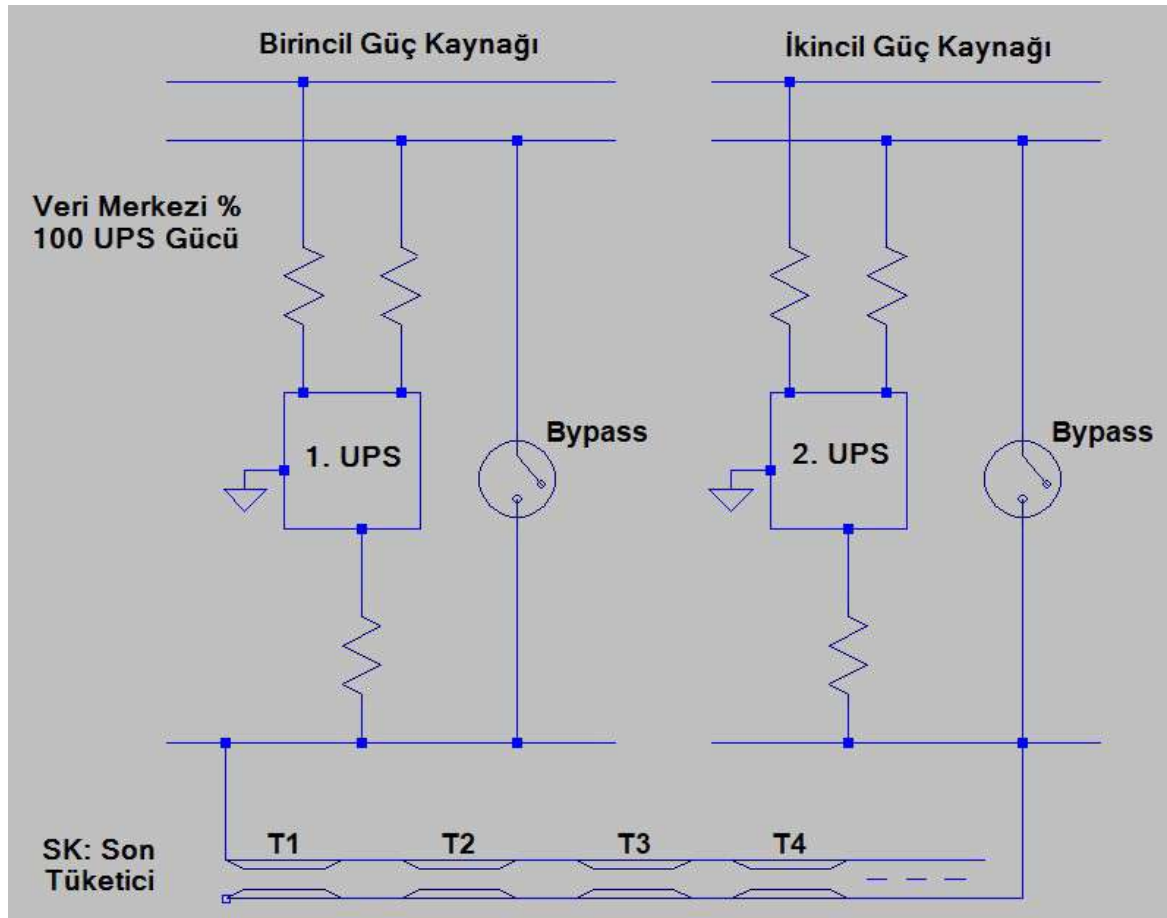 Birincil Güç Kaynağı
İkincil Güç Kaynağı
Veri Merkezi %
100 UPS Gücü
Bypass
Bypass
1. UPS
2. UPS
T1
T2
T3
T4
SK: Son
Tüketici